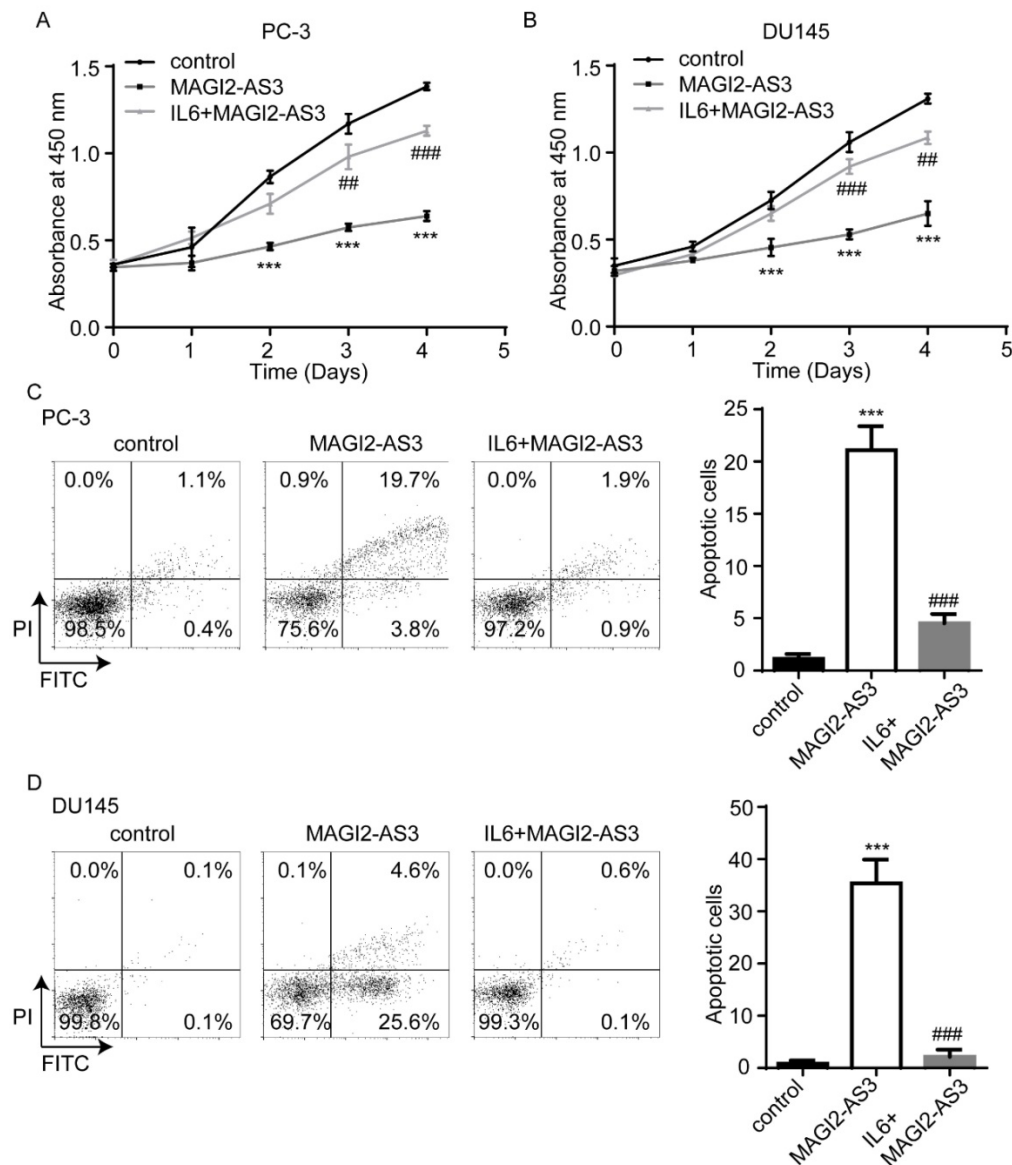 A
PC-3
control
MAGI2-AS3
IL6+MAGI2-AS3
Absorbance at 450 nm
1.5
1.0
0.5
0.0
###
##
***
***
***
0
1
2
3
4
5
Time (Days)
B
DU145
control
MAGI2-AS3
IL6+MAGI2-AS3
Absorbance at 450 nm
1.5
1.0
0.5
0.0
##
###
***
***
***
0
1
2
3
4
5
Time (Days)
C
PC-3
control
MAGI2-AS3
IL6+MAGI2-AS3
0.0%
1.1%
98.5%
0.4%
0.9%
19.7%
75.6%
3.8%
0.0%
1.9%
97.2%
0.9%
PI
FITC
Apoptotic cells
25
20
15
10
5
0
***
###
control
MAGI2-AS3
IL6+
MAGI2-AS3
D
DU145
control
MAGI2-AS3
IL6+MAGI2-AS3
0.0%
0.1%
99.8%
0.1%
0.1%
4.6%
69.7%
25.6%
0.0%
0.6%
99.3%
0.1%
PI
FITC
Apoptotic cells
50
40
30
20
10
0
***
###
control
MAGI2-AS3
IL6+
MAGI2-AS3